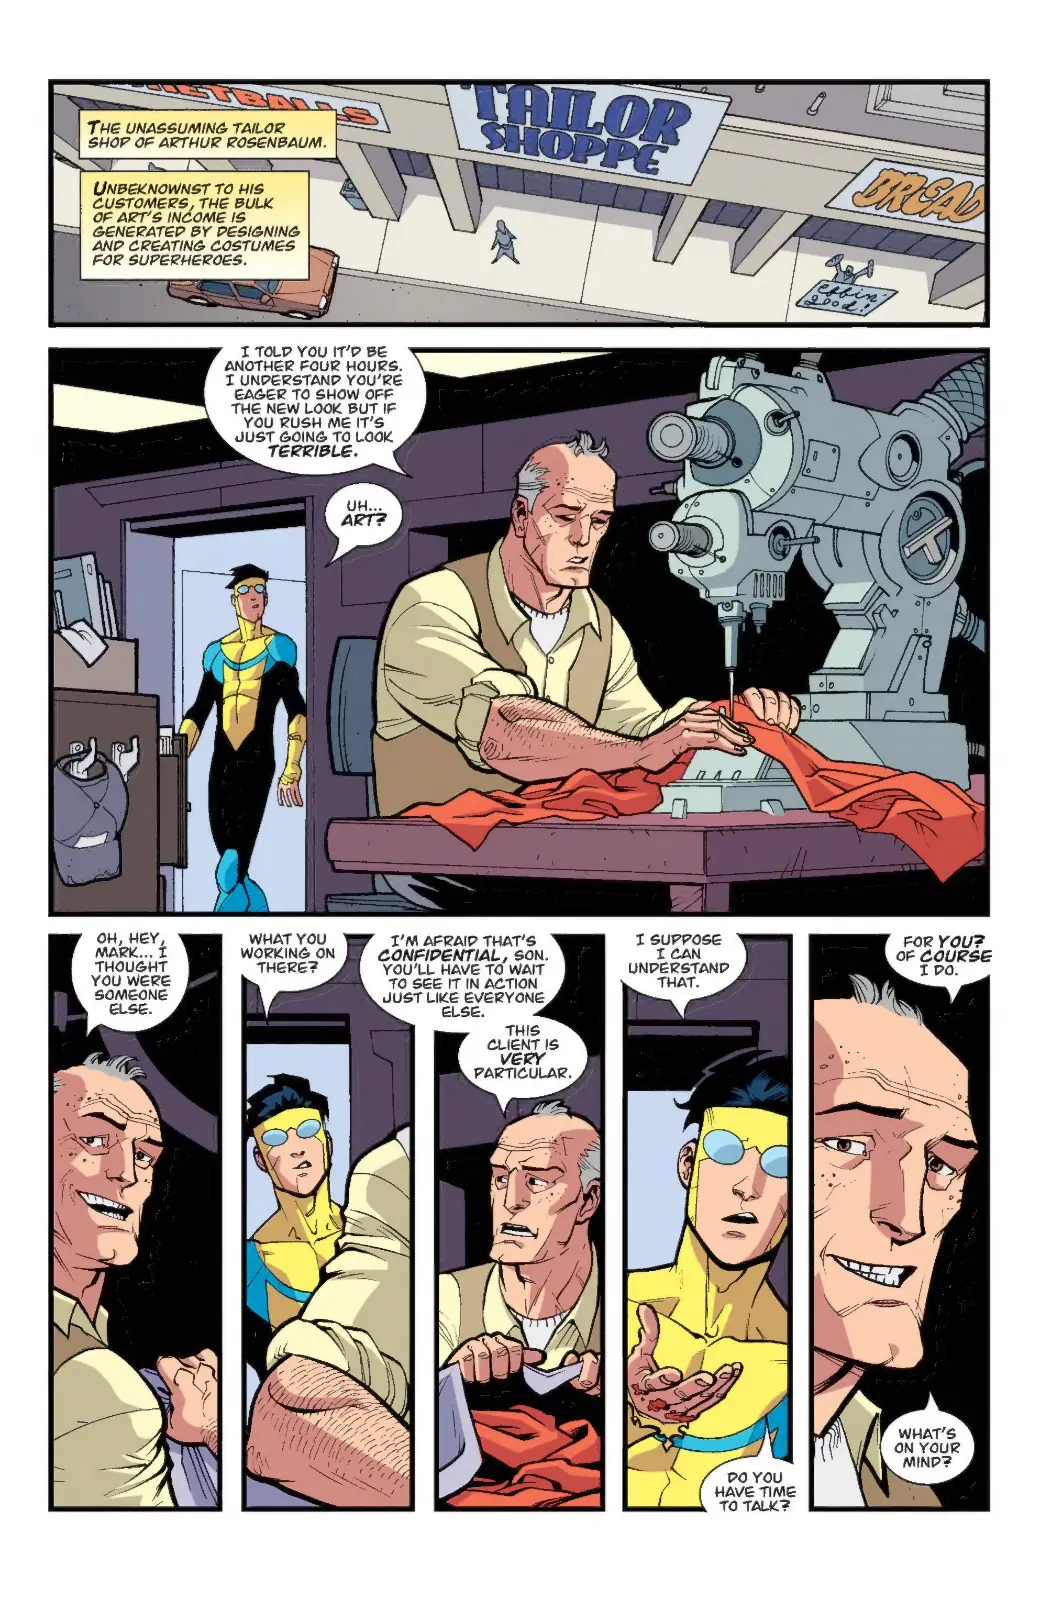 THE UNASSUMING TAILOR
SHOP OF ARTHUR ROSENBAUM.
UNBEKNOWNST TO HIS
CUSTOMERS, THE BULK
OF ART'S INCOME IS
GENERATED BY DESIGNING
AND CREATING COSTUMES
FOR SUPERHEROES.
TAILOR
SHOPPE
BREAD
effin'
good!
I TOLD YOU IT'D BE
ANOTHER FOUR HOURS.
I UNDERSTAND YOU'RE
EAGER TO SHOW OFF
THE NEW LOOK BUT IF
YOU RUSH ME IT'S
JUST GOING TO LOOK
TERRIBLE.
UH...
ART?
OH, HEY,
MARK... I
THOUGHT
YOU WERE
SOMEONE
ELSE.
WHAT YOU
WORKING ON
THERE?
I'M AFRAID THAT'S
CONFIDENTIAL, SON.
YOU'LL HAVE TO WAIT
TO SEE IT IN ACTION
JUST LIKE EVERYONE
ELSE.
THIS
CLIENT IS
VERY
PARTICULAR.
I SUPPOSE
I CAN
UNDERSTAND
THAT.
DO YOU
HAVE TIME
TO TALK?
FOR YOU?
OF COURSE
I DO.
WHAT'S
ON YOUR
MIND?